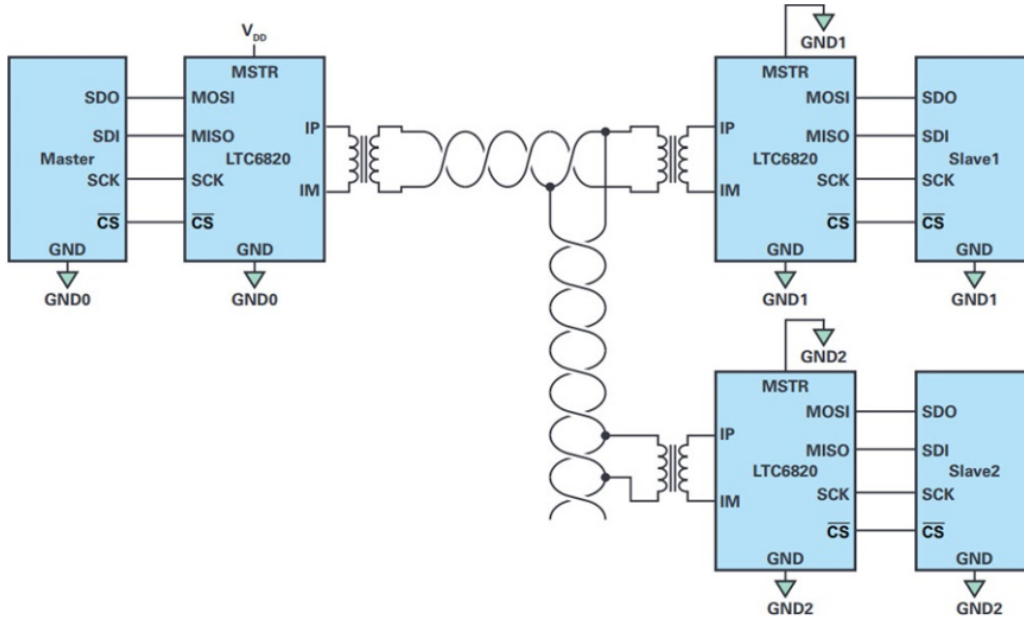 V_DD
GND1
MSTR
MSTR
SDO
MOSI
MOSI
SDO
IP
IP
SDI
MISO
MISO
SDI
Master
LTC6820
LTC6820
Slave1
SCK
SCK
SCK
SCK
IM
IM
CS
CS
CS
CS
GND
GND
GND
GND
GND0
GND0
GND1
GND1
GND2
MSTR
MOSI
SDO
IP
MISO
SDI
LTC6820
Slave2
SCK
SCK
IM
CS
CS
GND
GND
GND2
GND2